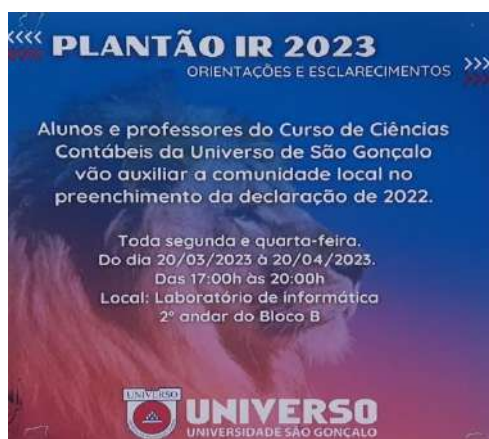 <<<< PLANTÃO IR 2023
ORIENTAÇÕES E ESCLARECIMENTOS >>>
Alunos e professores do Curso de Ciências
Contábeis da Universo de São Gonçalo
vão auxiliar a comunidade local no
preenchimento da declaração de 2022.
Toda segunda e quarta-feira.
Do dia 20/03/2023 à 20/04/2023.
Das 17:00h às 20:00h
Local: Laboratório de informática
2º andar do Bloco B
UNIVERSO
UNIVERSO
UNIVERSIDADE SÃO GONÇALO